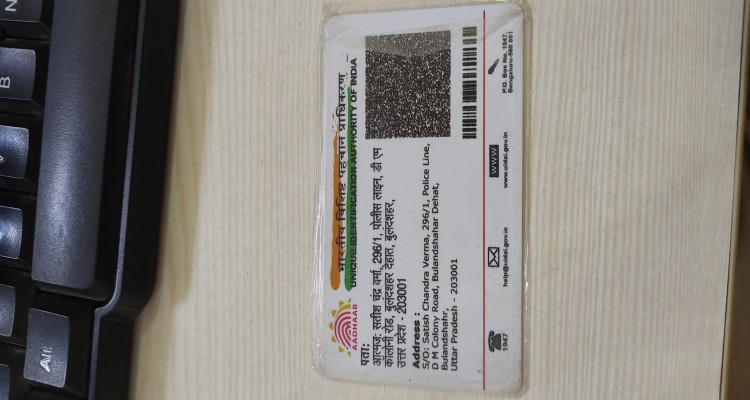 भारतीय विशिष्ट पहचान प्राधिकरण
UNIQUE IDENTIFICATION AUTHORITY OF INDIA
AADHAAR
पता:
आत्मज: सतीश चंद्र वर्मा, 296/1, पोलीस लाइन, डी एम
कॉलोनी रोड, बुलंदशहर देहात, बुलंदशहर,
उत्तर प्रदेश - 203001
Address :
S/O: Satish Chandra Verma, 296/1, Police Line,
D M Colony Road, Bulandshahar Dehat,
Bulandshahr,
Uttar Pradesh - 203001
1947
help@uidai.gov.in
WWW
www.uidai.gov.in
P.O. Box No. 1947,
Bengaluru-560 001
N
B
Alt